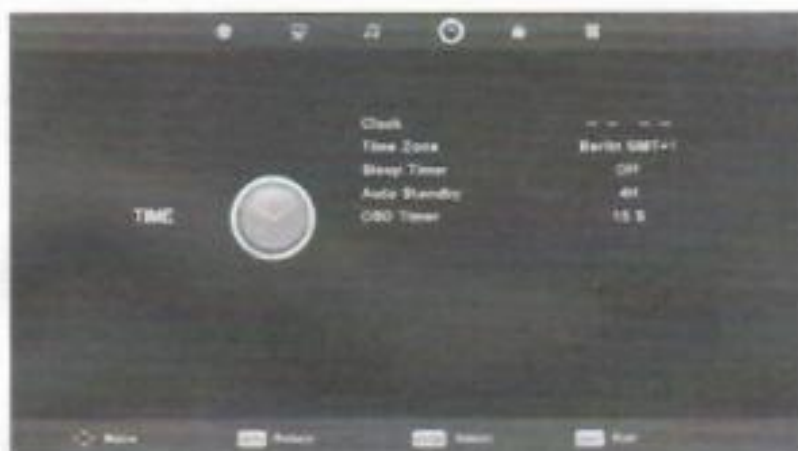 Clock -- --
Time Zone Berlin GMT+1
Sleep Timer Off
Auto Standby 4H
TIME
OSD Timer 15 S
Move Return Select Exit